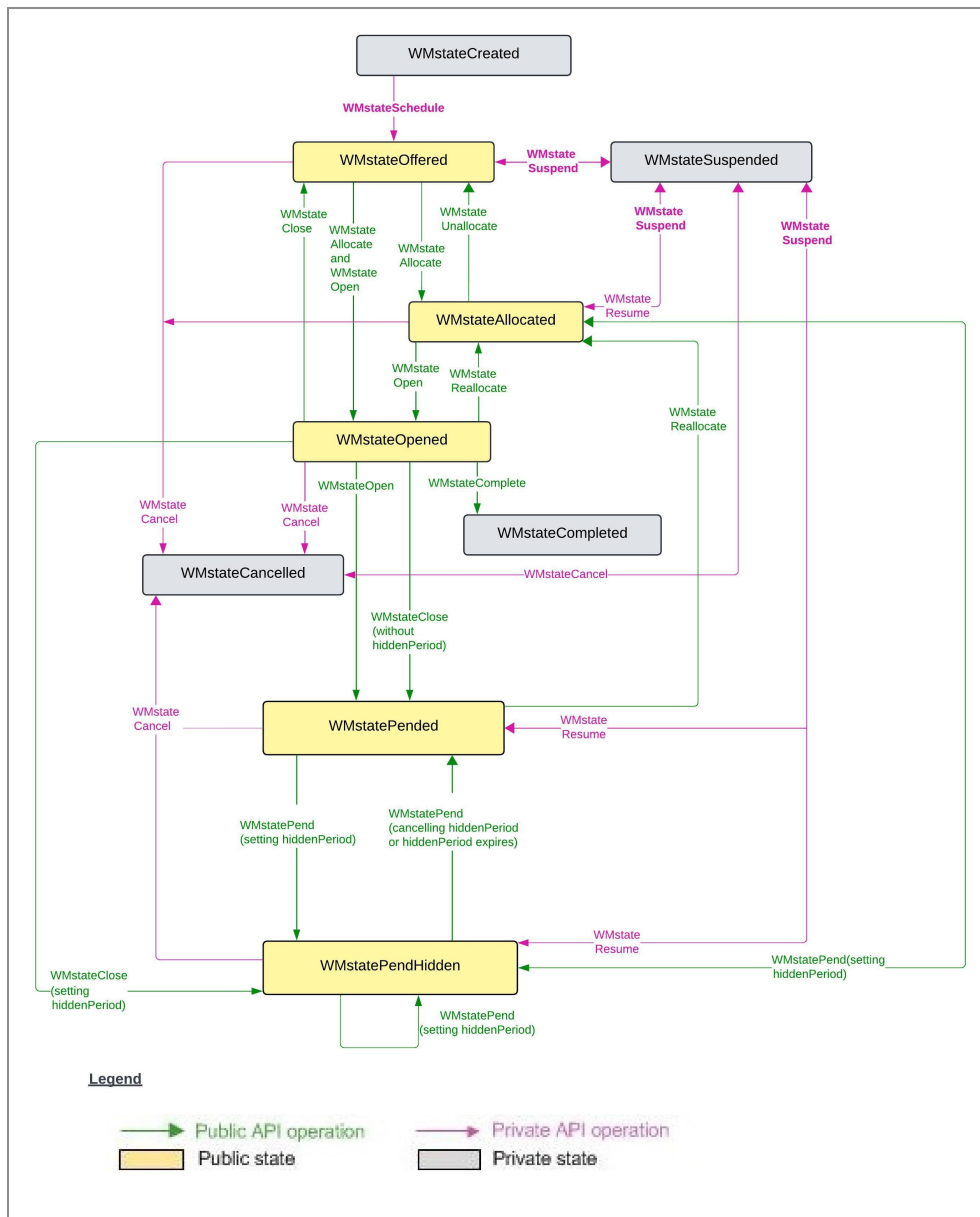 WMstateCreated
WMstateSchedule
WMstateOffered
WMstate
Suspend
WMstateSuspended
WMstate
Close
WMstate
Allocate
and
WMstate
Open
WMstate
Allocate
WMstate
Unallocate
WMstate
Suspend
WMstate
Suspend
WMstate
Resume
WMstateAllocated
WMstate
Open
WMstate
Reallocate
WMstate
Reallocate
WMstateOpened
WMstateOpen
WMstateComplete
WMstate
Cancel
WMstate
Cancel
WMstateCompleted
WMstateCancelled
WMstateCancel
WMstateClose
(without
hiddenPeriod)
WMstate
Cancel
WMstatePended
WMstate
Resume
WMstatePend
(setting hiddenPeriod)
WMstatePend
(cancelling hiddenPeriod
or hiddenPeriod expires)
WMstate
Resume
WMstatePendHidden
WMstatePend(setting
hiddenPeriod)
WMstateClose
(setting
hiddenPeriod)
WMstatePend
(setting hiddenPeriod)
Legend
Public API operation
Private API operation
Public state
Private state